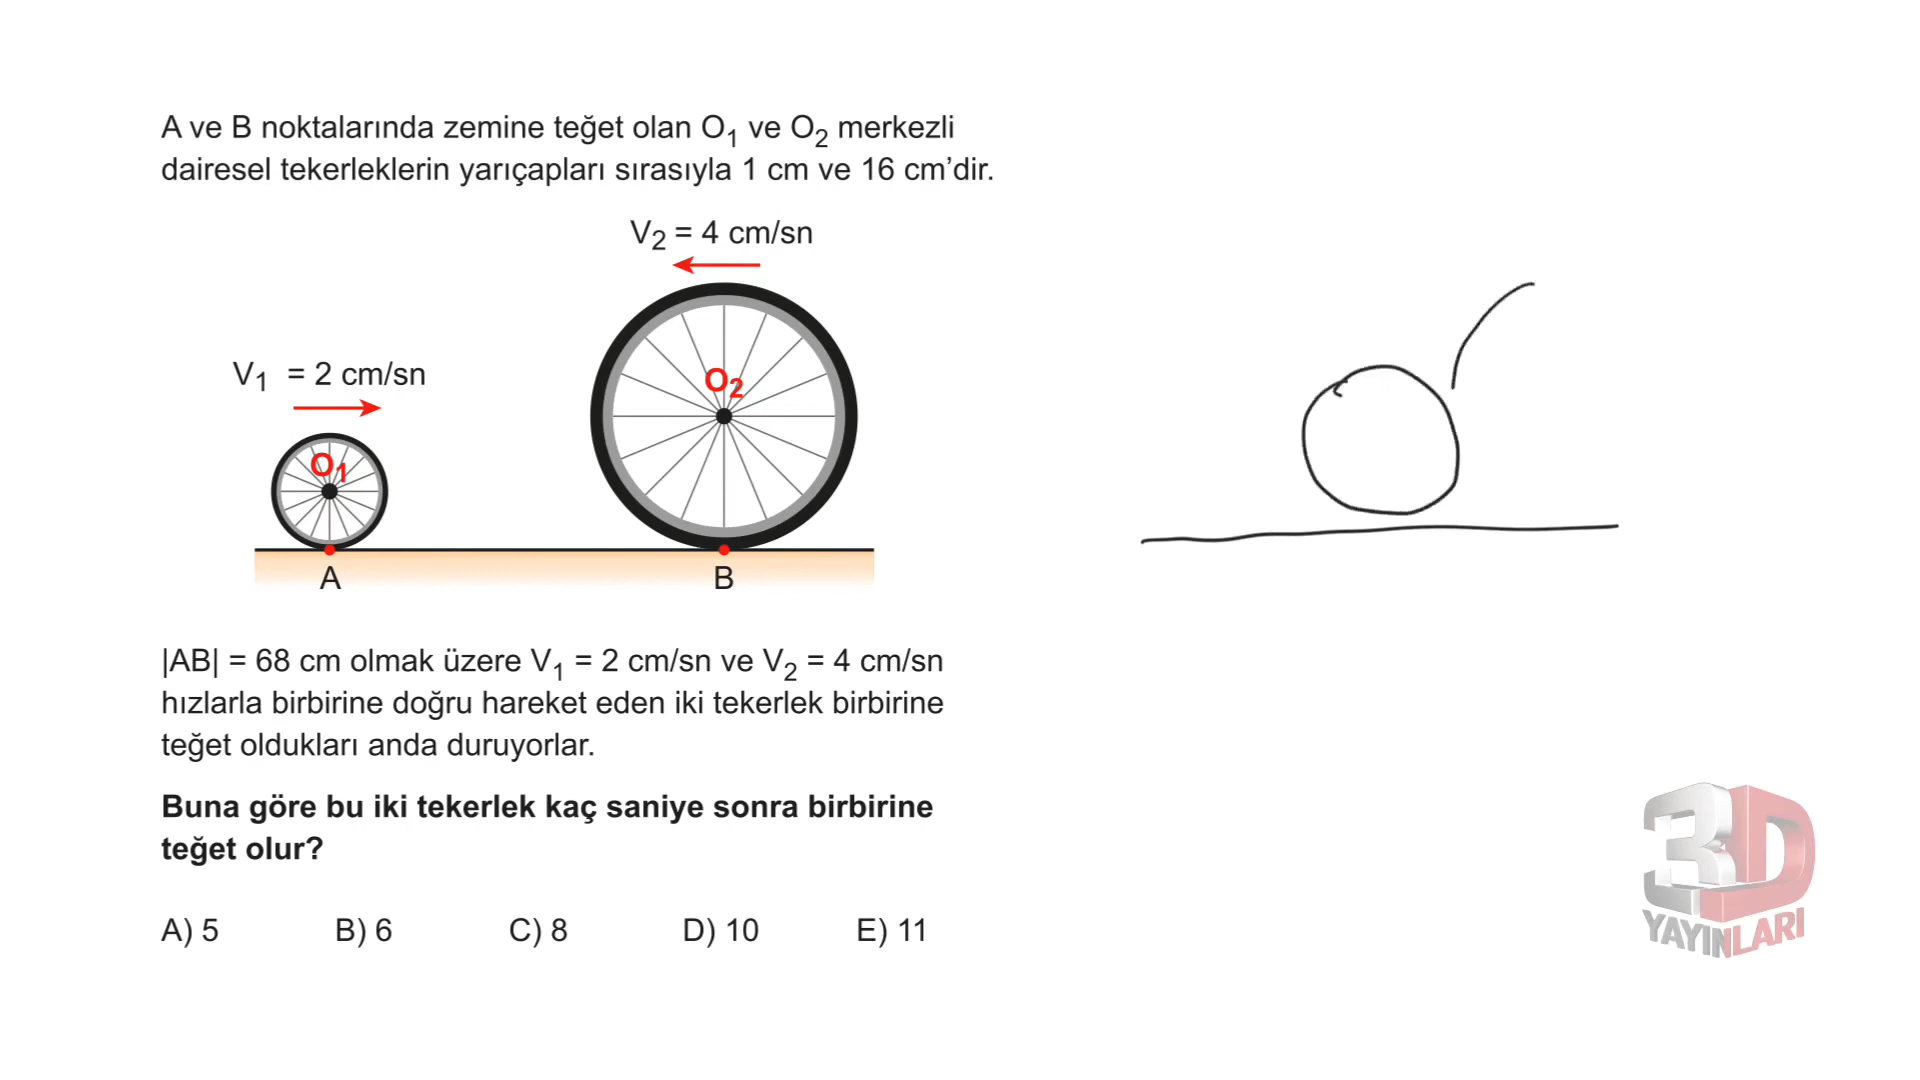 A ve B noktalarında zemine teğet olan O₁ ve O₂ merkezli
dairesel tekerleklerin yarıçapları sırasıyla 1 cm ve 16 cm’dir.
V₂ = 4 cm/sn
V₁ = 2 cm/sn
O₂
O₁
A
B
|AB| = 68 cm olmak üzere V₁ = 2 cm/sn ve V₂ = 4 cm/sn
hızlarla birbirine doğru hareket eden iki tekerlek birbirine
teğet oldukları anda duruyorlar.
Buna göre bu iki tekerlek kaç saniye sonra birbirine
teğet olur?
A) 5 B) 6 C) 8 D) 10 E) 11
3D
YAYINLARI